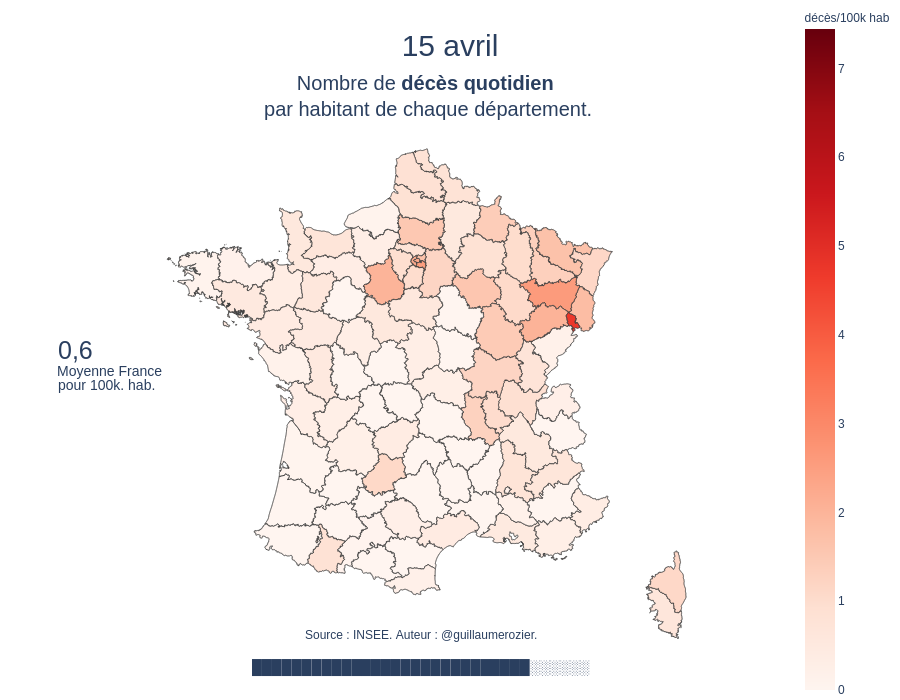 décès/100k hab
15 avril
Nombre de décès quotidien
par habitant de chaque département.
7
6
5
4
3
2
1
0
0,6
Moyenne France
pour 100k. hab.
Source : INSEE. Auteur : @guillaumerozier.